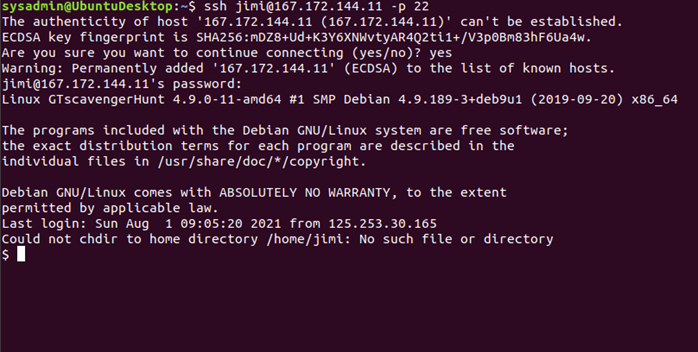 sysadmin@UbuntuDesktop:~$ ssh jimi@167.172.144.11 -p 22
The authenticity of host '167.172.144.11 (167.172.144.11)' can't be established.
ECDSA key fingerprint is SHA256:mDZ8+Ud+K3Y6XNWvtyAR4Q2ti1+/V3p0Bm83hF6Ua4w.
Are you sure you want to continue connecting (yes/no)? yes
Warning: Permanently added '167.172.144.11' (ECDSA) to the list of known hosts.
jimi@167.172.144.11's password:
Linux GTscavengerHunt 4.9.0-11-amd64 #1 SMP Debian 4.9.189-3+deb9u1 (2019-09-20) x86_64
The programs included with the Debian GNU/Linux system are free software;
the exact distribution terms for each program are described in the
individual files in /usr/share/doc/*/copyright.
Debian GNU/Linux comes with ABSOLUTELY NO WARRANTY, to the extent
permitted by applicable law.
Last login: Sun Aug  1 09:05:20 2021 from 125.253.30.165
Could not chdir to home directory /home/jimi: No such file or directory
$